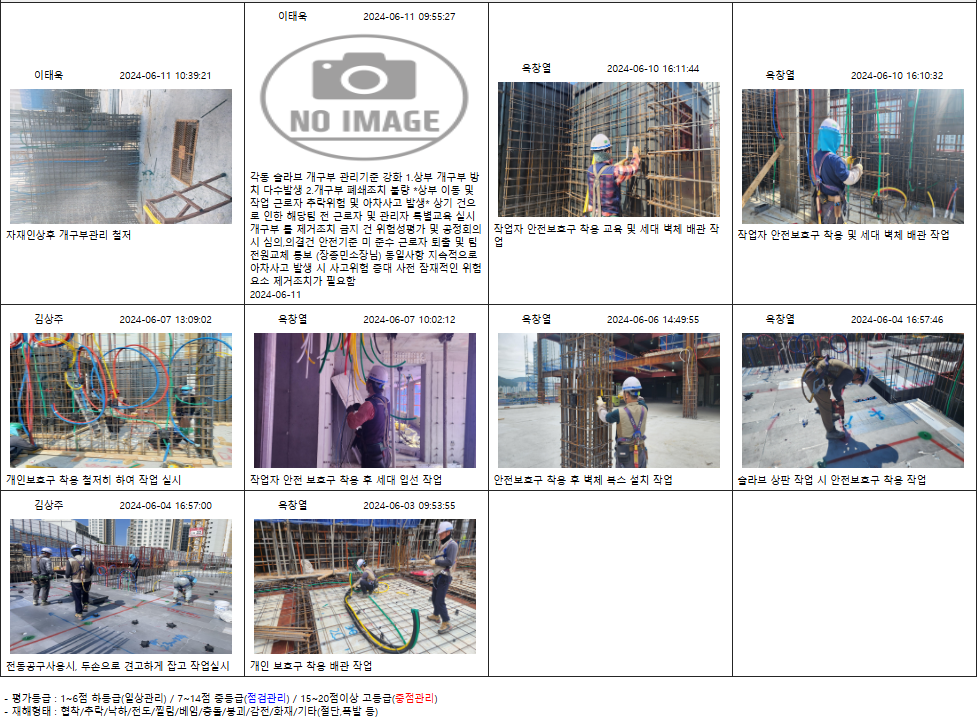 이태욱 2024-06-11 10:39:21
자재인상후 개구부관리 철저
이태욱 2024-06-11 09:55:27
NO IMAGE
각동 슬라브 개구부 관리기준 강화 1.상부 개구부 방
치 다수발생 2.개구부 폐쇄조치 불량 *상부 이동 및
작업 근로자 추락위험 및 아차사고 발생* 상기 건으
로 인한 해당팀 전 근로자 및 관리자 특별교육 실시
개구부 틀 제거조치 금지 건 위험성평가 및 공정회의
시 심의,의결건 안전기준 미 준수 근로자 퇴출 및 팀
전원교체 통보 (장종민소장님) 동일사항 지속적으로
아차사고 발생 시 사고위험 증대 사전 잠재적인 위험
요소 제거조치가 필요함
2024-06-11
옥창열 2024-06-10 16:11:44
작업자 안전보호구 착용 교육 및 세대 벽체 배관 작
업
옥창열 2024-06-10 16:10:32
작업자 안전보호구 착용 및 세대 벽체 배관 작업
김상주 2024-06-07 13:09:02
개인보호구 착용 철저히 하여 작업 실시
옥창열 2024-06-07 10:02:12
작업자 안전 보호구 착용 후 세대 입선 작업
옥창열 2024-06-06 14:49:55
안전보호구 착용 후 벽체 복스 설치 작업
옥창열 2024-06-04 16:57:46
슬라브 상판 작업 시 안전보호구 착용 작업
김상주 2024-06-04 16:57:00
전동공구사용시, 두손으로 견고하게 잡고 작업실시
옥창열 2024-06-03 09:53:55
개인 보호구 착용 배관 작업
- 평가등급 : 1~6점 하등급(일상관리) / 7~14점 중등급(점검관리) / 15~20점이상 고등급(중점관리)
- 재해형태 : 협착/추락/낙하/전도/찔림/베임/충돌/붕괴/감전/화재/기타(절단,폭발 등)